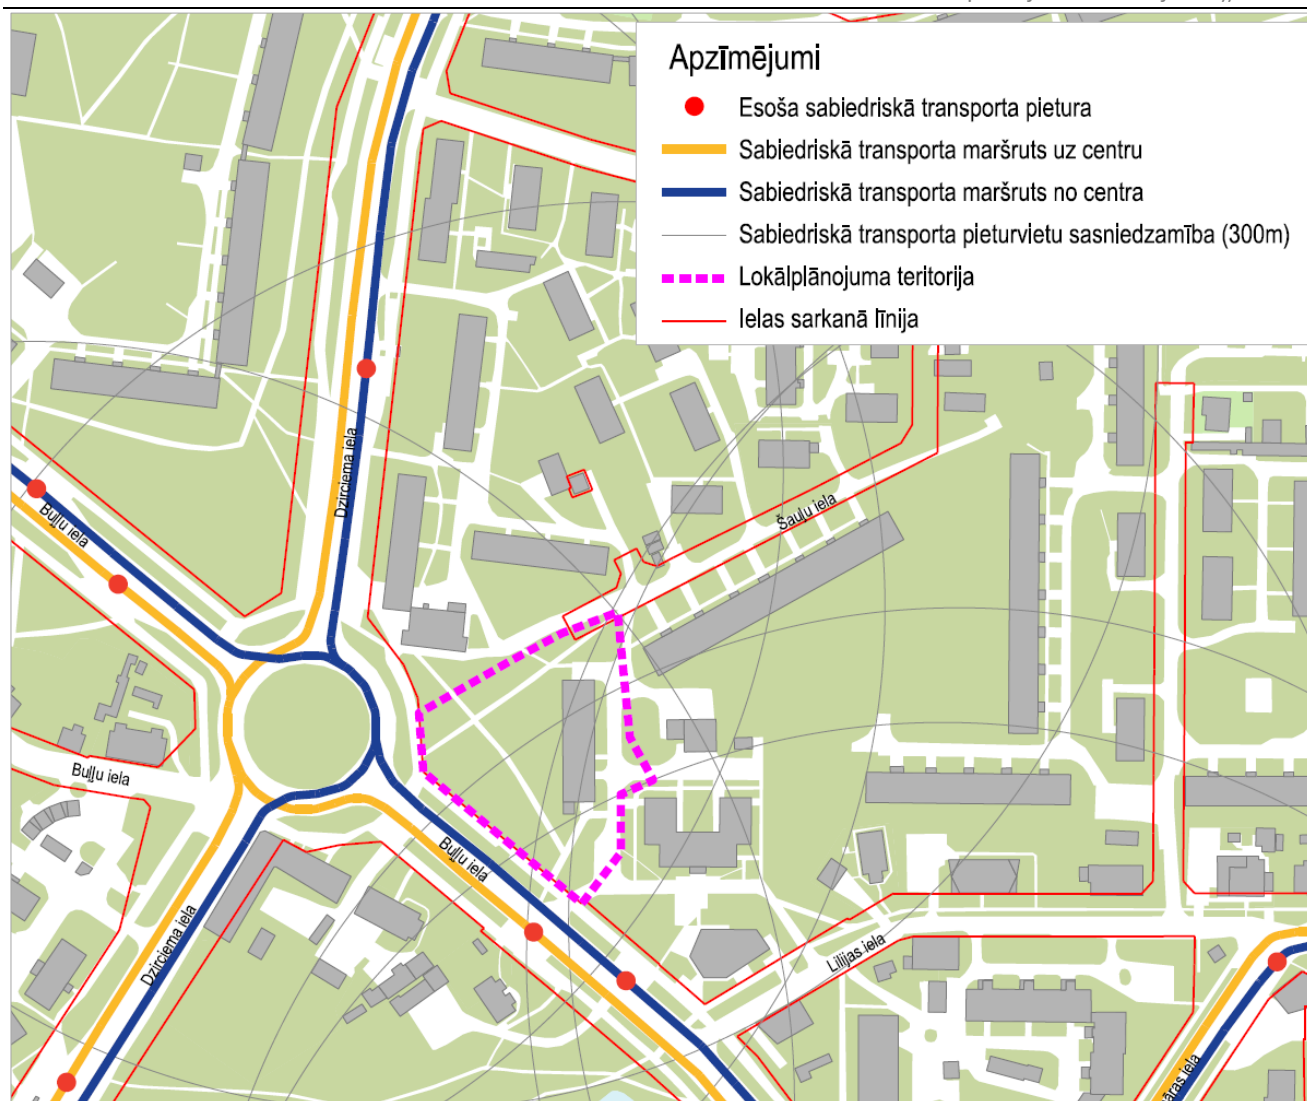 Apzīmējumi
Esoša sabiedriskā transporta pietura
Sabiedriskā transporta maršruts uz centru
Sabiedriskā transporta maršruts no centra
Sabiedriskā transporta pieturvietu sasniedzamība (300m)
Lokālplānojuma teritorija
Ielas sarkanā līnija
Dzirciema iela
Buļļu iela
Šauļu iela
Buļļu iela
Buļļu iela
Dzirciema iela
Lilijas iela
iela